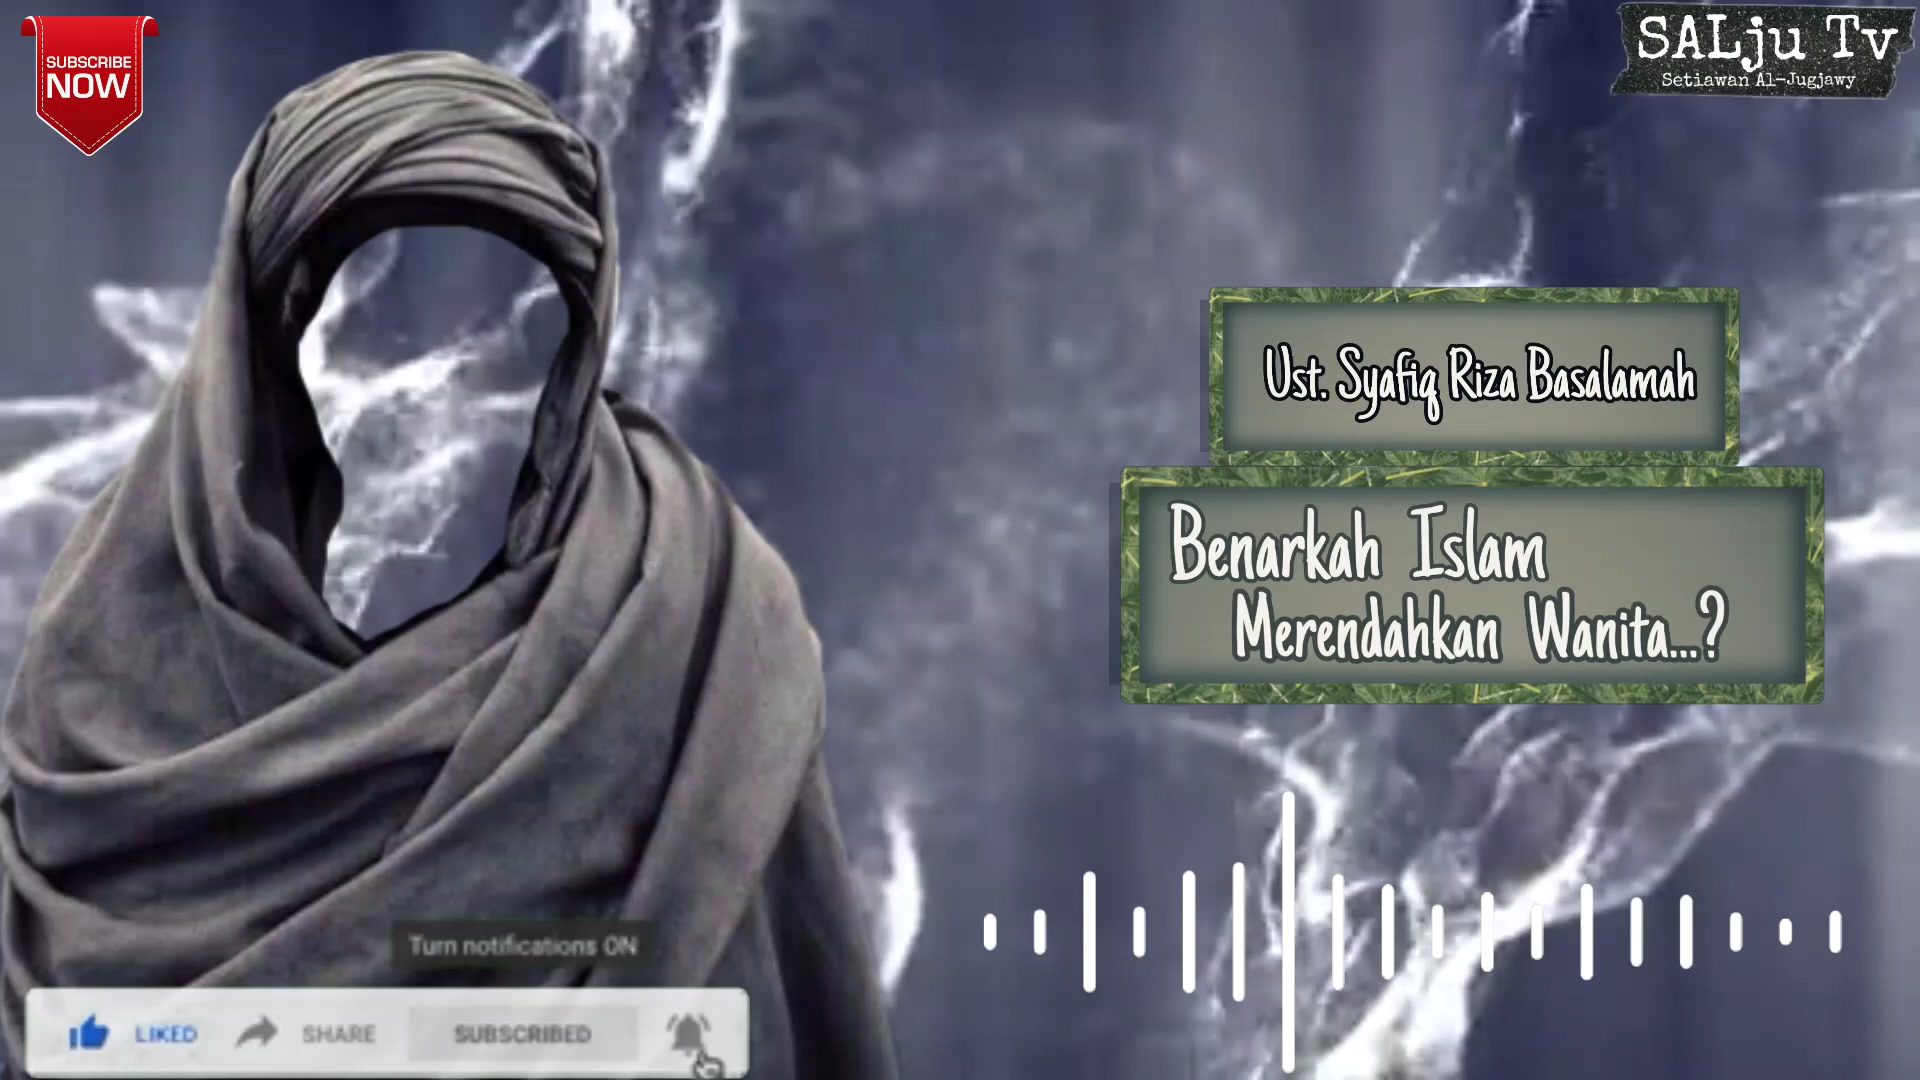 SUBSCRIBE
NOW
SALju Tv
Setiawan Al-Jugjawy
Ust. Syafiq Riza Basalamah
Benarkah Islam
Merendahkan Wanita...?
Turn notifications ON
LIKED SHARE SUBSCRIBED